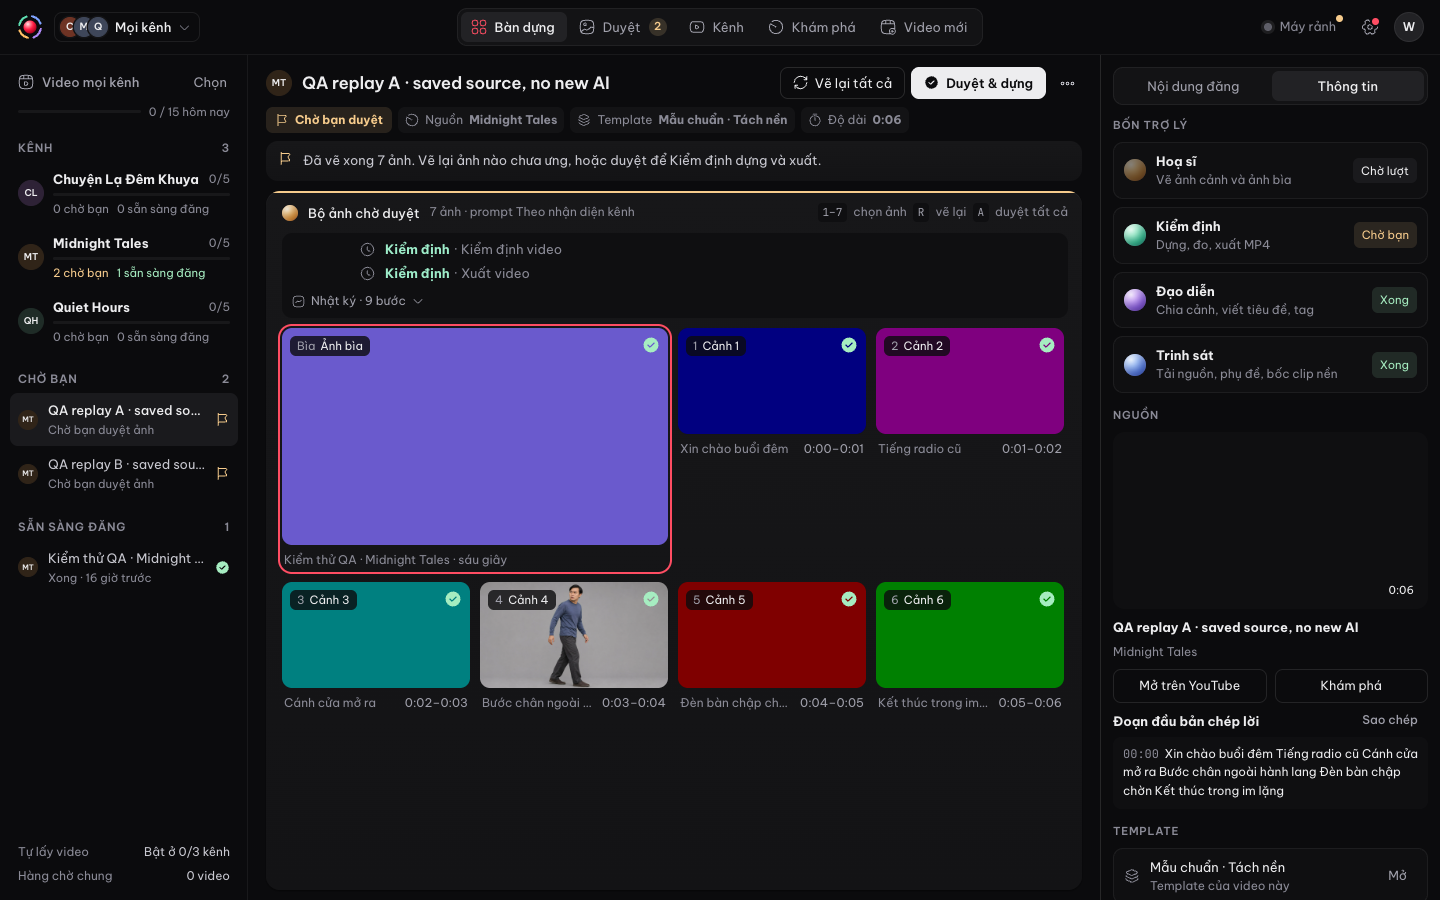 C M Q Mọi kênh
Bàn dựng
Duyệt 2
Kênh
Khám phá
Video mới
Máy rảnh
W
Video mọi kênh Chọn
0 / 15 hôm nay
KÊNH 3
CL Chuyện Lạ Đêm Khuya 0/5
0 chờ bạn 0 sẵn sàng đăng
MT Midnight Tales 0/5
2 chờ bạn 1 sẵn sàng đăng
QH Quiet Hours 0/5
0 chờ bạn 0 sẵn sàng đăng
CHỜ BẠN 2
MT QA replay A · saved so...
Chờ bạn duyệt ảnh
MT QA replay B · saved sou...
Chờ bạn duyệt ảnh
SẴN SÀNG ĐĂNG 1
MT Kiểm thử QA · Midnight ...
Xong · 16 giờ trước
Tự lấy video Bật ở 0/3 kênh
Hàng chờ chung 0 video
MT QA replay A · saved source, no new AI
Vẽ lại tất cả
Duyệt & dựng
Chờ bạn duyệt
Nguồn Midnight Tales
Template Mẫu chuẩn · Tách nền
Độ dài 0:06
Đã vẽ xong 7 ảnh. Vẽ lại ảnh nào chưa ưng, hoặc duyệt để Kiểm định dựng và xuất.
Bộ ảnh chờ duyệt 7 ảnh · prompt Theo nhận diện kênh
1–7 chọn ảnh R vẽ lại A duyệt tất cả
Kiểm định · Kiểm định video
Kiểm định · Xuất video
Nhật ký · 9 bước
Bìa Ảnh bìa
Kiểm thử QA · Midnight Tales · sáu giây
1 Cảnh 1
Xin chào buổi đêm 0:00–0:01
2 Cảnh 2
Tiếng radio cũ 0:01–0:02
3 Cảnh 3
Cánh cửa mở ra 0:02–0:03
4 Cảnh 4
Bước chân ngoài ... 0:03–0:04
5 Cảnh 5
Đèn bàn chập ch... 0:04–0:05
6 Cảnh 6
Kết thúc trong im... 0:05–0:06
Nội dung đăng
Thông tin
BỐN TRỢ LÝ
Hoạ sĩ
Vẽ ảnh cảnh và ảnh bìa
Chờ lượt
Kiểm định
Dựng, đo, xuất MP4
Chờ bạn
Đạo diễn
Chia cảnh, viết tiêu đề, tag
Xong
Trinh sát
Tải nguồn, phụ đề, bốc clip nền
Xong
NGUỒN
0:06
QA replay A · saved source, no new AI
Midnight Tales
Mở trên YouTube
Khám phá
Đoạn đầu bản chép lời Sao chép
00:00 Xin chào buổi đêm Tiếng radio cũ Cánh cửa
mở ra Bước chân ngoài hành lang Đèn bàn chập
chờn Kết thúc trong im lặng
TEMPLATE
Mẫu chuẩn · Tách nền
Template của video này
Mở